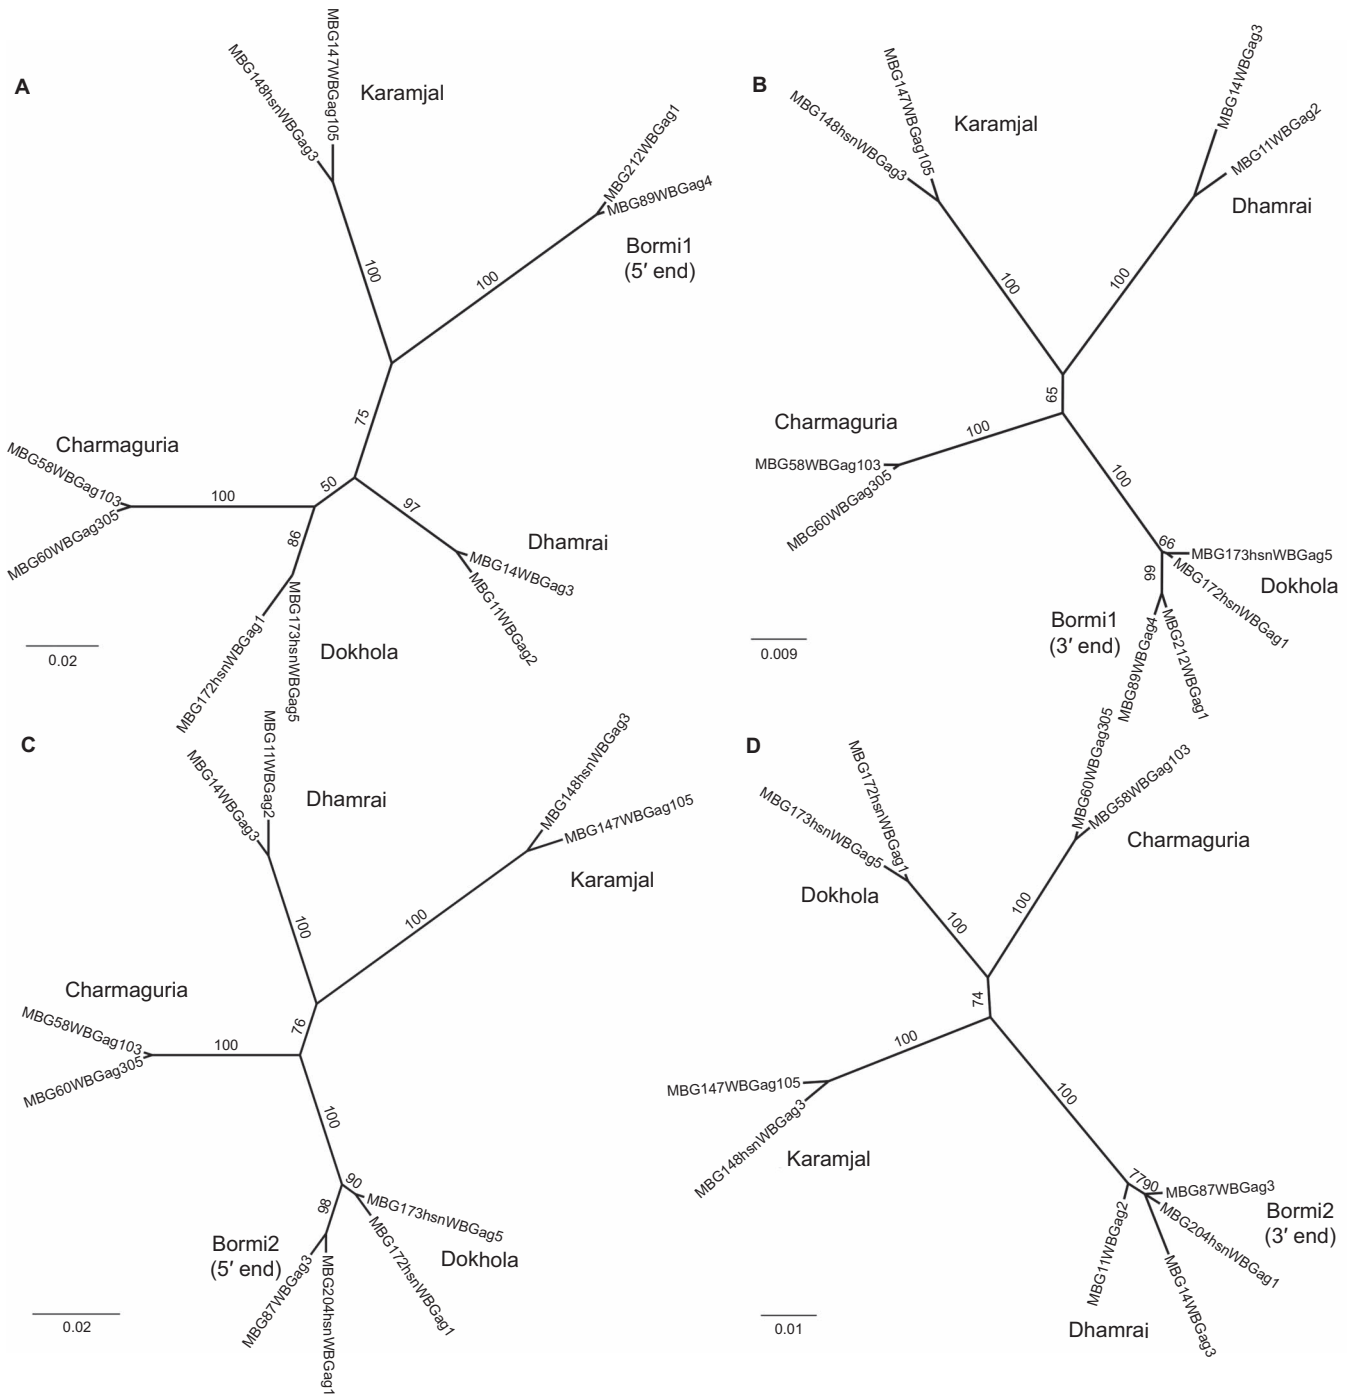 A
MBG148hsnWBGag3
MBG147WBGag105
Karamjal
MBG212WBGag1
MBG89WBGag4
Bormi1
(5′ end)
100
100
75
Charmaguria
MBG58WBGag103
MBG60WBGag305
100
50
97
86
Dhamrai
MBG14WBGag3
MBG11WBGag2
MBG173hsnWBGag5
MBG172hsnWBGag1
Dokhola
0.02
B
MBG148hsnWBGag3
MBG147WBGag105
Karamjal
MBG14WBGag3
MBG11WBGag2
Dhamrai
100
100
65
Charmaguria
MBG58WBGag103
MBG60WBGag305
100
100
66
MBG173hsnWBGag5
MBG172hsnWBGag1
Dokhola
99
Bormi1
(3′ end)
MBG89WBGag4
MBG212WBGag1
0.009
C
MBG14WBGag3
MBG11WBGag2
Dhamrai
MBG148hsnWBGag3
MBG147WBGag105
Karamjal
100
100
76
Charmaguria
MBG58WBGag103
MBG60WBGag305
100
100
90
98
MBG173hsnWBGag5
MBG172hsnWBGag1
Dokhola
Bormi2
(5′ end)
MBG87WBGag3
MBG204hsnWBGag1
0.02
D
MBG173hsnWBGag5
MBG172hsnWBGag1
Dokhola
MBG60WBGag305
MBG58WBGag103
Charmaguria
100
100
74
MBG147WBGag105
MBG148hsnWBGag3
Karamjal
100
100
7790
MBG87WBGag3
MBG204hsnWBGag1
Bormi2
(3′ end)
MBG11WBGag2
MBG14WBGag3
Dhamrai
0.01